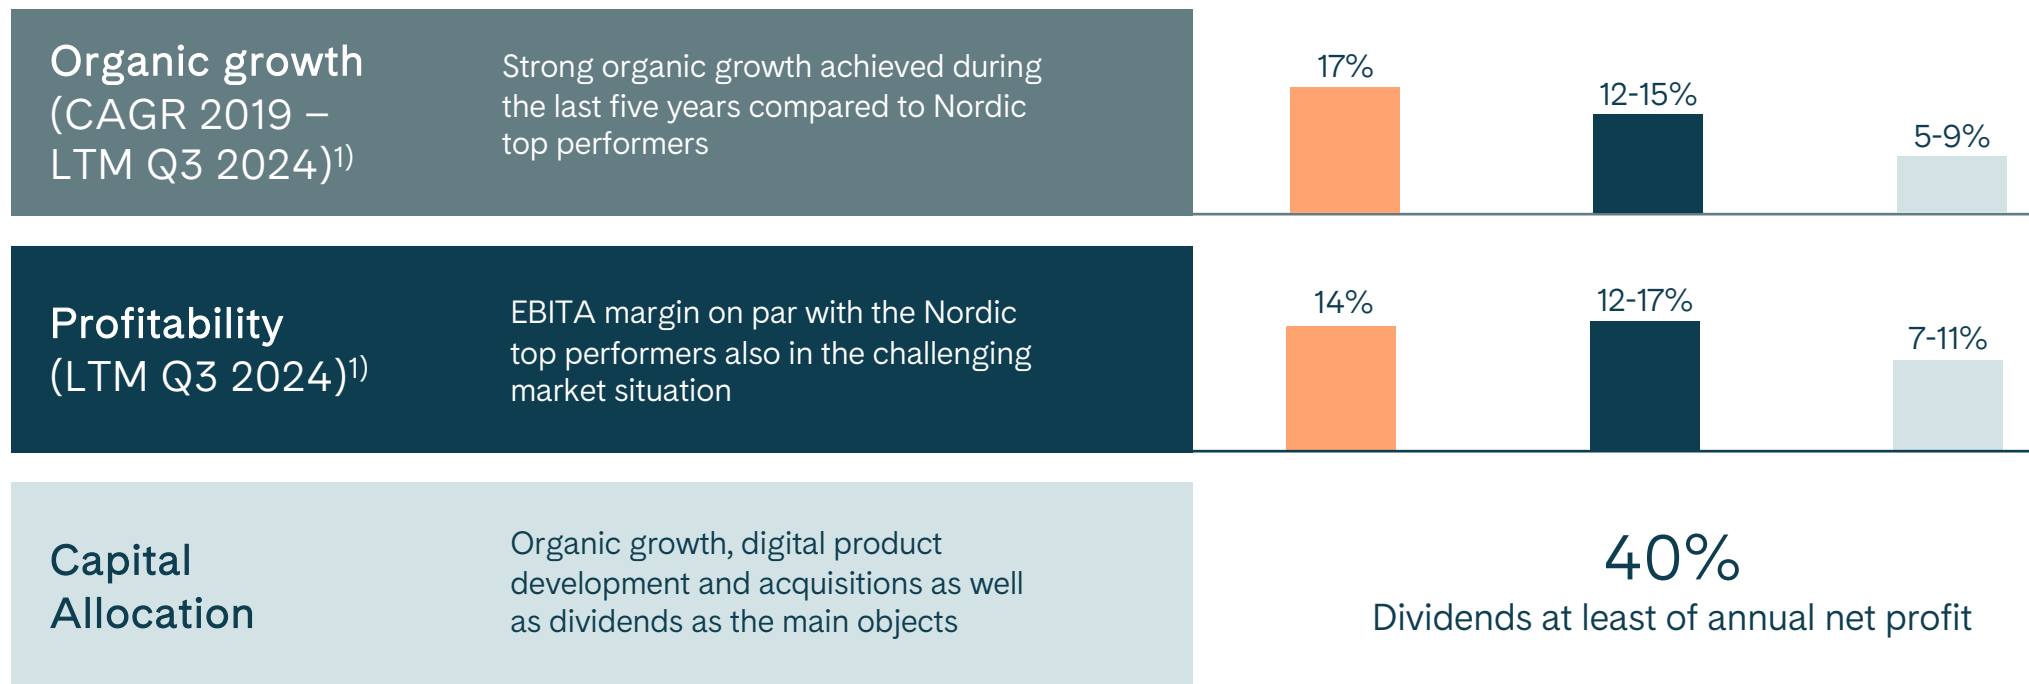 Organic growth
(CAGR 2019 –
LTM Q3 2024)1)
Strong organic growth achieved during
the last five years compared to Nordic
top performers
17%
12-15%
5-9%
Profitability
(LTM Q3 2024)1)
EBITA margin on par with the Nordic
top performers also in the challenging
market situation
14%
12-17%
7-11%
Capital
Allocation
Organic growth, digital product
development and acquisitions as well
as dividends as the main objects
40%
Dividends at least of annual net profit